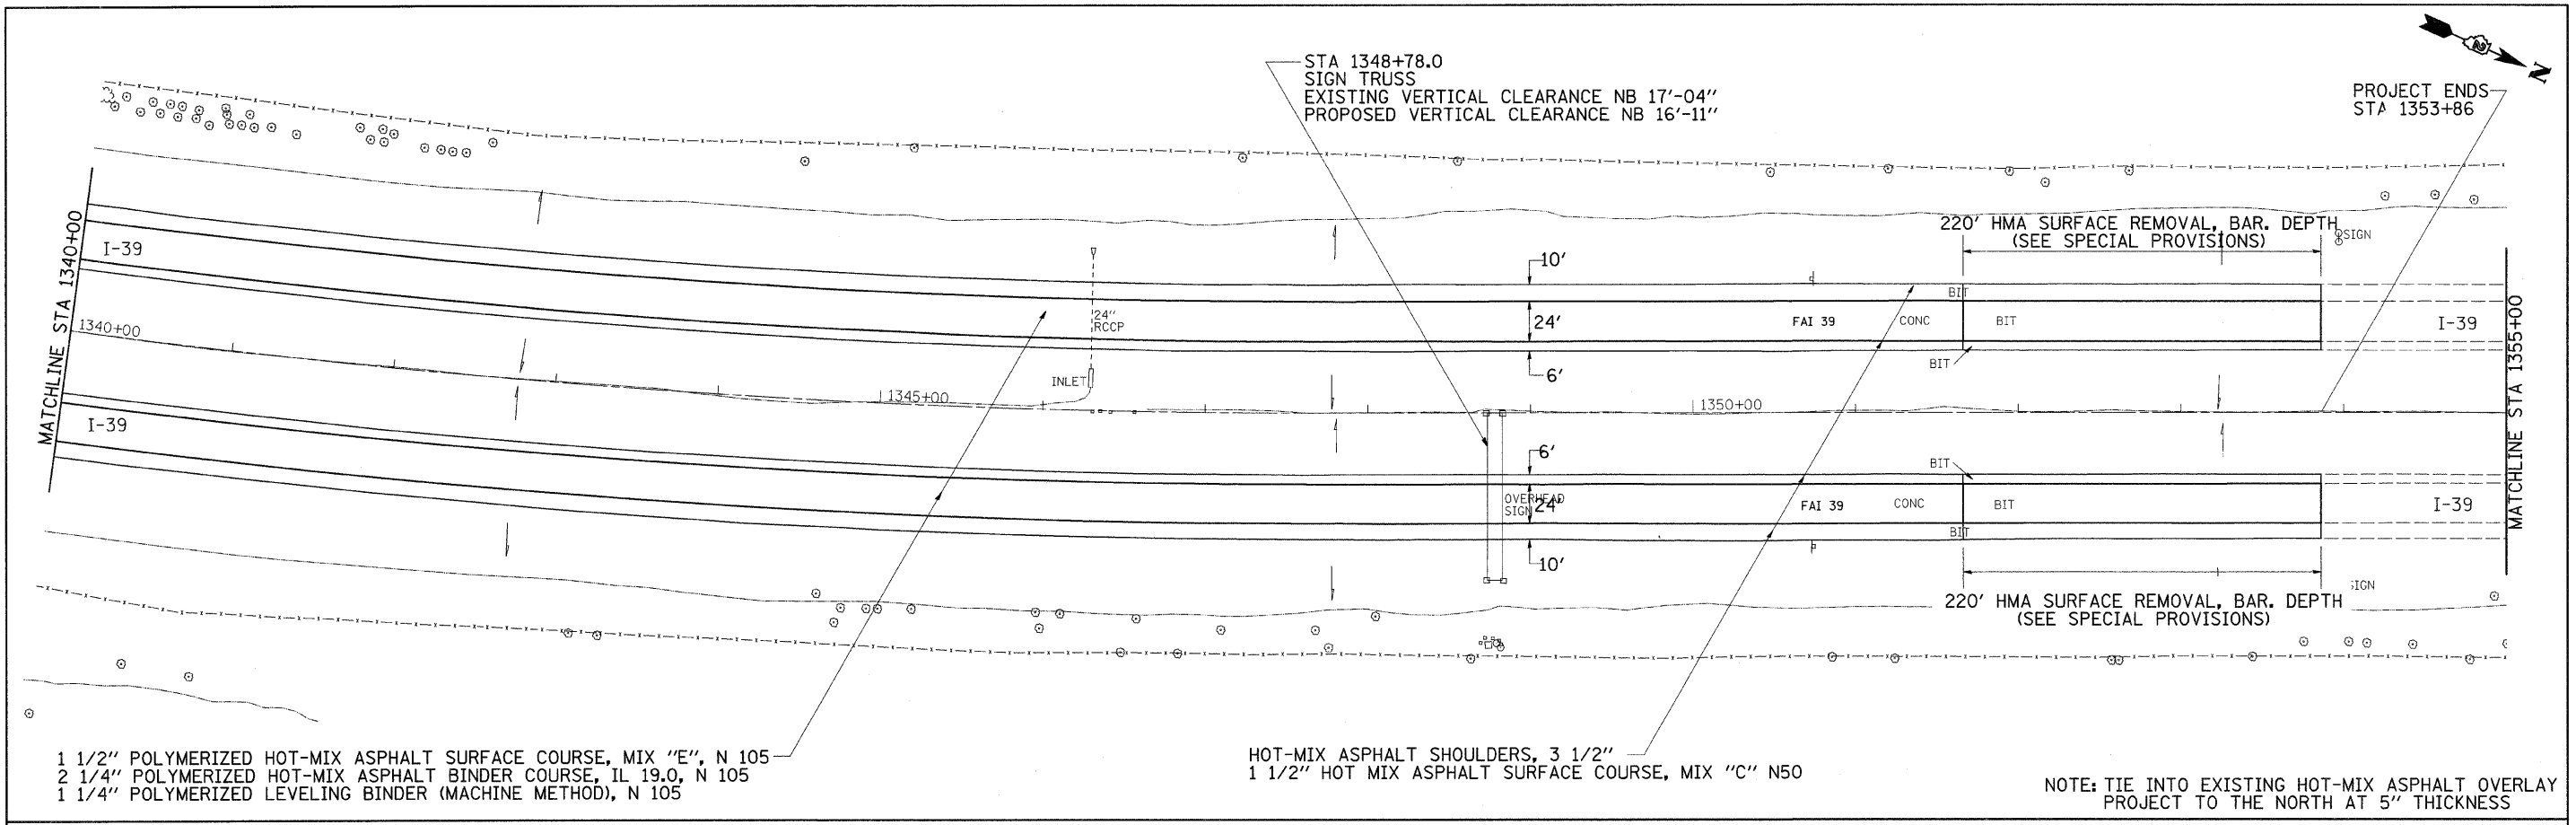 STA 1348+78.0
SIGN TRUSS
EXISTING VERTICAL CLEARANCE NB 17'-04"
PROPOSED VERTICAL CLEARANCE NB 16'-11"
N
PROJECT ENDS
STA 1353+86
MATCHLINE STA 1340+00
I-39
1340+00
I-39
24"
RCCP
INLET
1345+00
10'
24'
6'
220' HMA SURFACE REMOVAL, BAR. DEPTH
(SEE SPECIAL PROVISIONS)
SIGN
BIT
FAI 39
CONC
BIT
I-39
BIT
1350+00
6'
OVERHEAD
SIGN
24'
10'
BIT
FAI 39
CONC
BIT
I-39
BIT
MATCHLINE STA 1355+00
220' HMA SURFACE REMOVAL, BAR. DEPTH
(SEE SPECIAL PROVISIONS)
1 1/2" POLYMERIZED HOT-MIX ASPHALT SURFACE COURSE, MIX "E", N 105
2 1/4" POLYMERIZED HOT-MIX ASPHALT BINDER COURSE, IL 19.0, N 105
1 1/4" POLYMERIZED LEVELING BINDER (MACHINE METHOD), N 105
HOT-MIX ASPHALT SHOULDERS, 3 1/2"
1 1/2" HOT MIX ASPHALT SURFACE COURSE, MIX "C" N50
NOTE: TIE INTO EXISTING HOT-MIX ASPHALT OVERLAY
PROJECT TO THE NORTH AT 5" THICKNESS